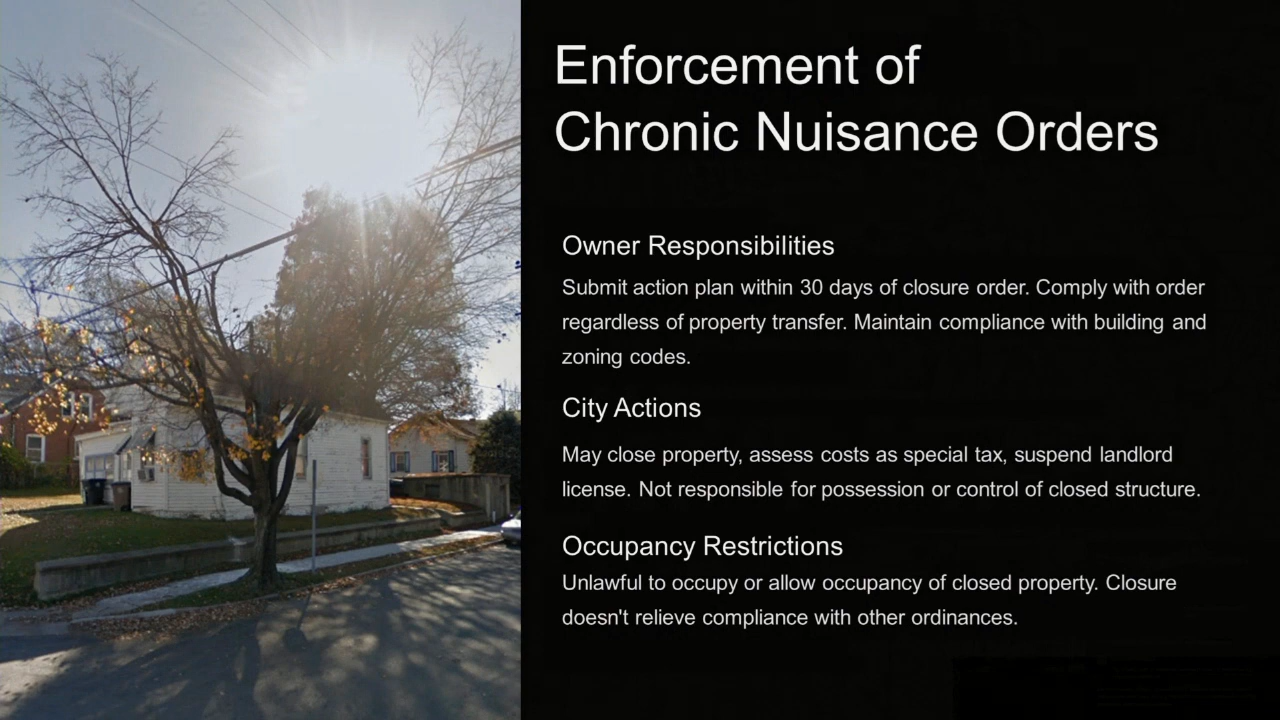 Enforcement of
Chronic Nuisance Orders
Owner Responsibilities
Submit action plan within 30 days of closure order. Comply with order
regardless of property transfer. Maintain compliance with building and
zoning codes.
City Actions
May close property, assess costs as special tax, suspend landlord
license. Not responsible for possession or control of closed structure.
Occupancy Restrictions
Unlawful to occupy or allow occupancy of closed property. Closure
doesn't relieve compliance with other ordinances.